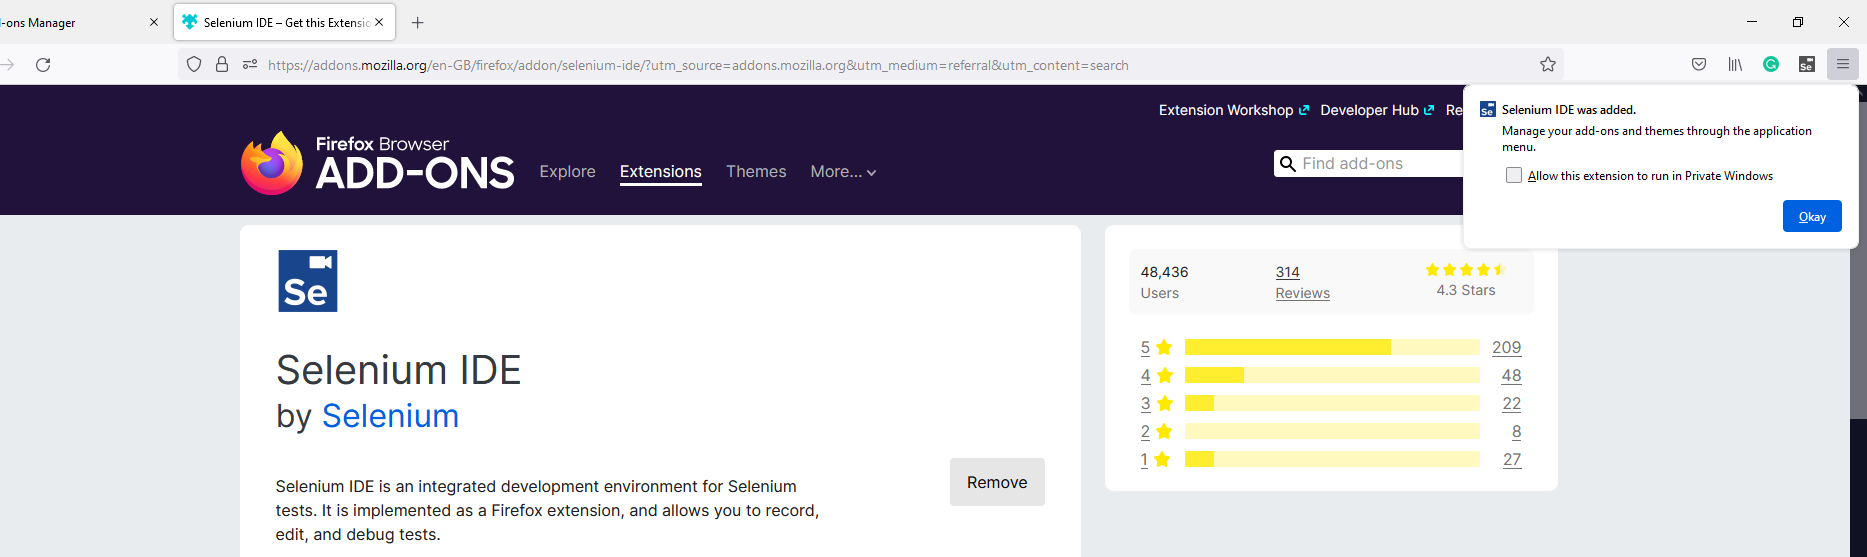 -ons Manager
Selenium IDE – Get this Extensio
https://addons.mozilla.org/en-GB/firefox/addon/selenium-ide/?utm_source=addons.mozilla.org&utm_medium=referral&utm_content=search
Se
Extension Workshop
Developer Hub
Re
Firefox Browser
ADD-ONS
Explore
Extensions
Themes
More...
Find add-ons
Se
Selenium IDE was added.
Manage your add-ons and themes through the application
menu.
Allow this extension to run in Private Windows
Okay
Se
Selenium IDE
by Selenium
Selenium IDE is an integrated development environment for Selenium
tests. It is implemented as a Firefox extension, and allows you to record,
edit, and debug tests.
Remove
48,436
Users
314
Reviews
4.3 Stars
5 209
4 48
3 22
2 8
1 27